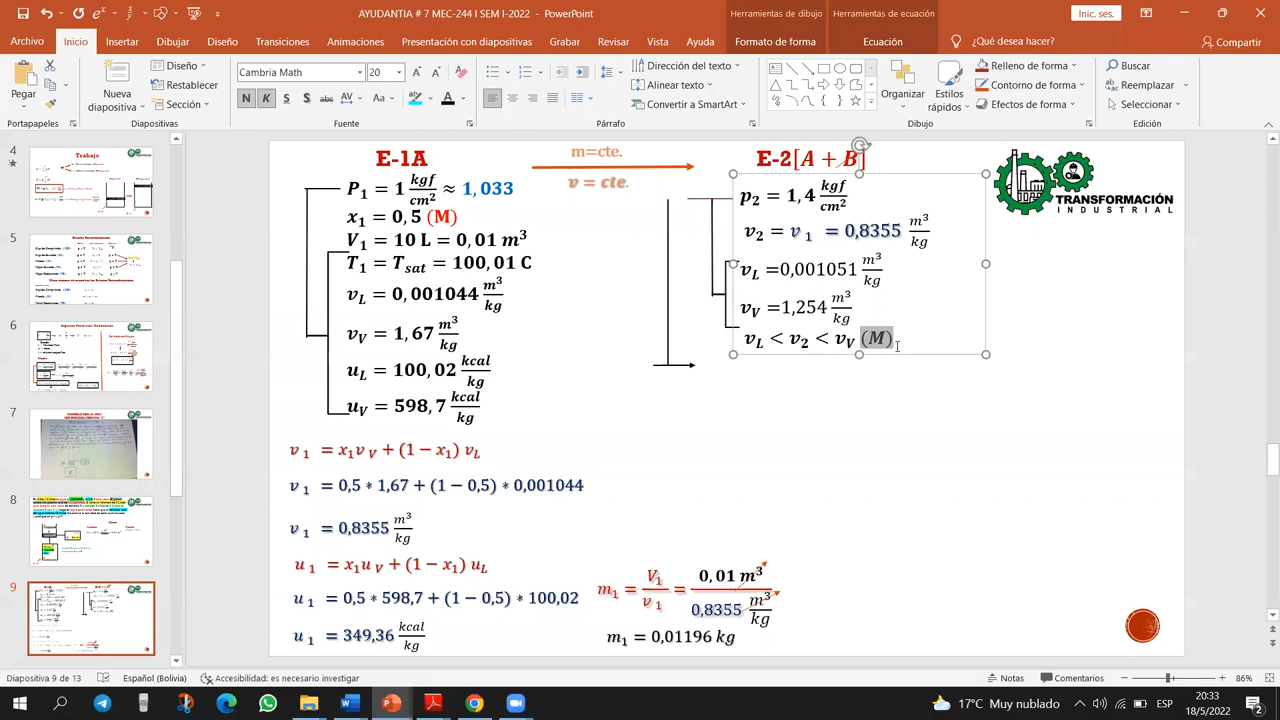 AYUDANTIA # 7 MEC-244 I SEM I-2022 - PowerPoint
Herramientas de dibujo
Herramientas de ecuación
Inic. ses.
Archivo Inicio Insertar Dibujar Diseño Transiciones Animaciones Presentación con diapositivas Grabar Revisar Vista Ayuda Formato Ecuación ¿Qué desea hacer? Compartir
Pegar
Nueva diapositiva
Diseño
Restablecer
Sección
Cambria Math 20
N K S S abc AV Aa A
Dirección del texto
Alinear texto
Convertir a SmartArt
Organizar
Estilos rápidos
Relleno de forma
Contorno de forma
Efectos de forma
Buscar
Reemplazar
Seleccionar
Portapapeles Diapositivas Fuente Párrafo Dibujo Edición
4
Trabajo
6
7
8
9
E-1A
P₁ = 1 kgf/cm² ≈ 1,033
x₁ = 0,5 (M)
V₁ = 10 L = 0,01 m³
T₁ = Tsat = 100,01 C
v_L = 0,001044 m³/kg
v_V = 1,67 m³/kg
u_L = 100,02 kcal/kg
u_V = 598,7 kcal/kg
m=cte.
v = cte.
E-2[A + B]
p₂ = 1,4 kgf/cm²
v₂ = v₁ = 0,8355 m³/kg
v_L =0,001051 m³/kg
v_V =1,254 m³/kg
v_L < v₂ < v_V (M)
TRANSFORMACIÓN
INDUSTRIAL
v₁ = x₁v_V + (1 − x₁) v_L
v₁ = 0,5 * 1,67 + (1 − 0.5) * 0,001044
v₁ = 0,8355 m³/kg
u₁ = x₁u_V + (1 − x₁) u_L
u₁ = 0,5 * 598,7 + (1 − 0,5) * 100,02
u₁ = 349,36 kcal/kg
m₁ = V₁/v₁ = 0,01 m³ / 0,8355 m³/kg
m₁ = 0,01196 kg
Diapositiva 9 de 13 Español (Bolivia) Accesibilidad: es necesario investigar Notas Comentarios 86%
17°C Muy nublado ESP 20:33 18/5/2022 2